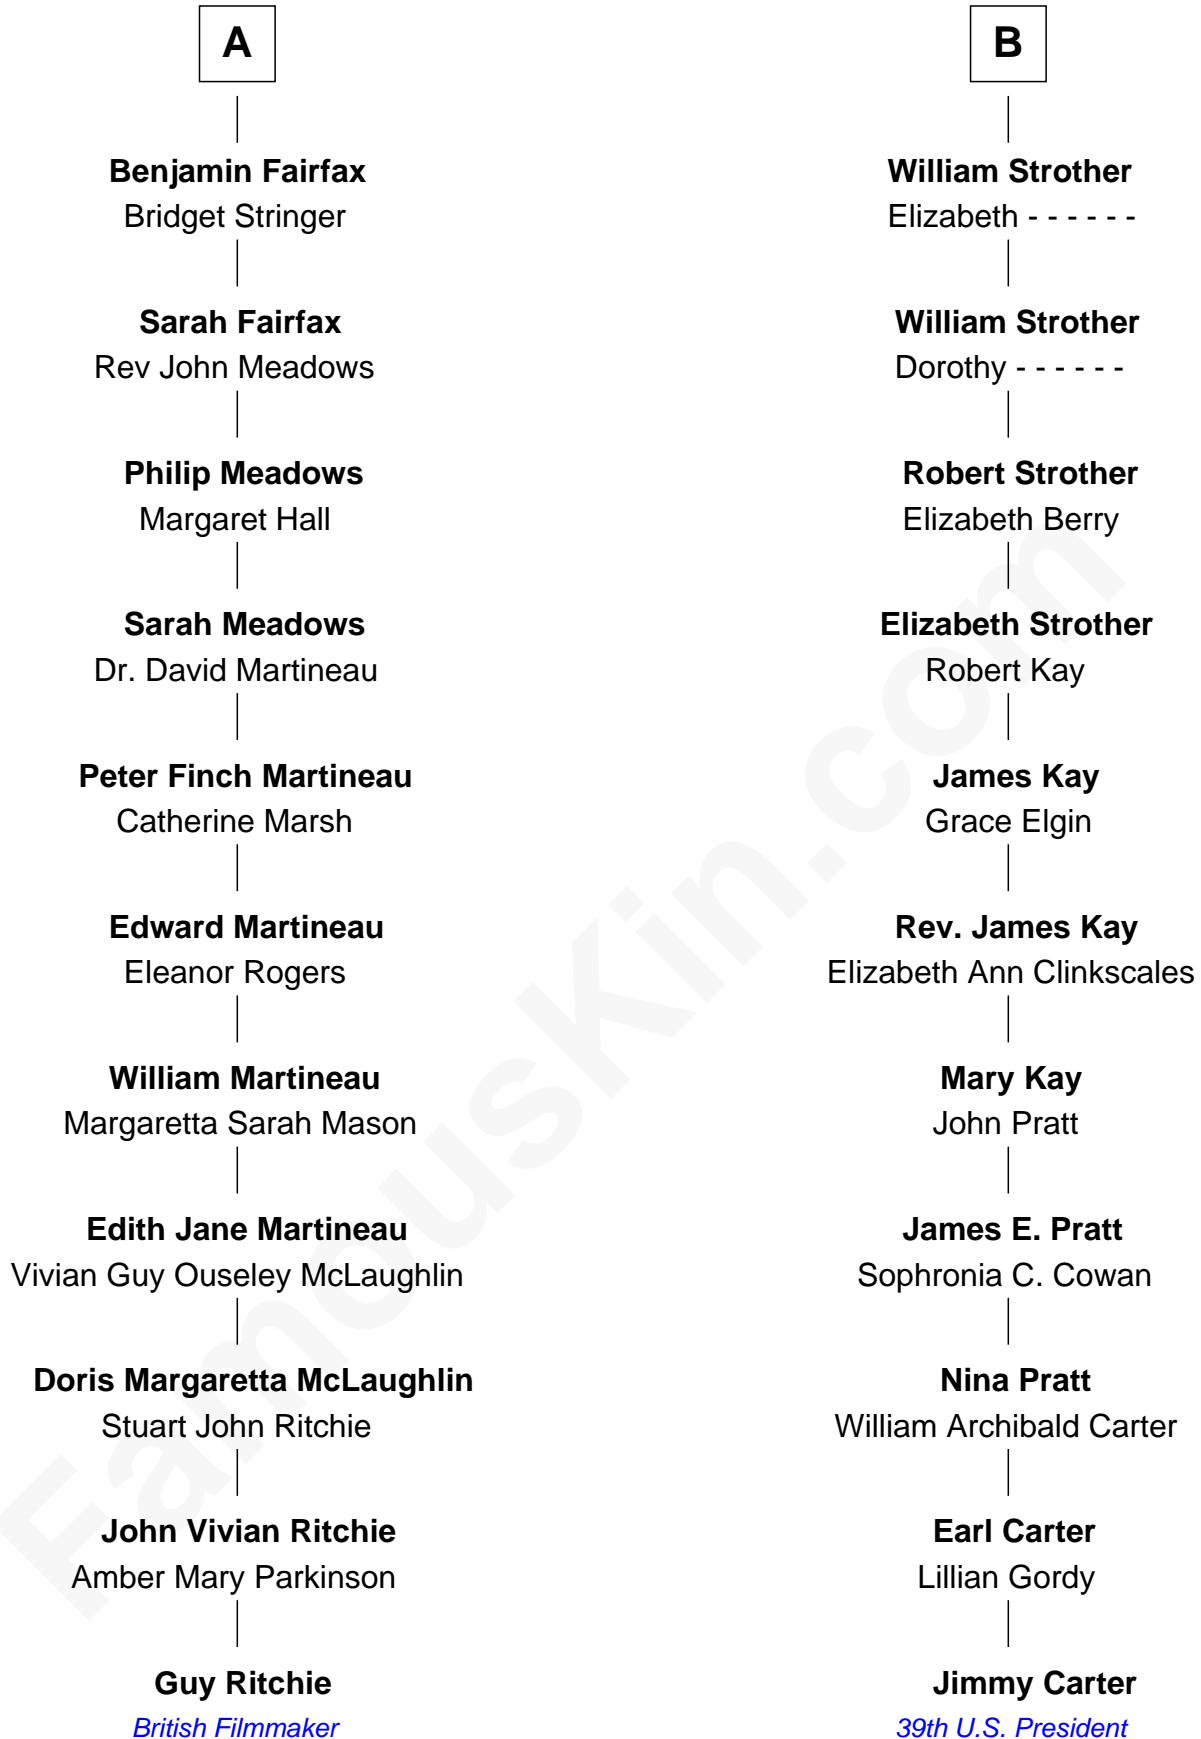 A
Benjamin Fairfax
Bridget Stringer
Sarah Fairfax
Rev John Meadows
Philip Meadows
Margaret Hall
Sarah Meadows
Dr. David Martineau
Peter Finch Martineau
Catherine Marsh
Edward Martineau
Eleanor Rogers
William Martineau
Margaretta Sarah Mason
Edith Jane Martineau
Vivian Guy Ouseley McLaughlin
Doris Margaretta McLaughlin
Stuart John Ritchie
John Vivian Ritchie
Amber Mary Parkinson
Guy Ritchie
British Filmmaker
B
William Strother
Elizabeth - - - - - -
William Strother
Dorothy - - - - - -
Robert Strother
Elizabeth Berry
Elizabeth Strother
Robert Kay
James Kay
Grace Elgin
Rev. James Kay
Elizabeth Ann Clinkscales
Mary Kay
John Pratt
James E. Pratt
Sophronia C. Cowan
Nina Pratt
William Archibald Carter
Earl Carter
Lillian Gordy
Jimmy Carter
39th U.S. President
FamousKin.com